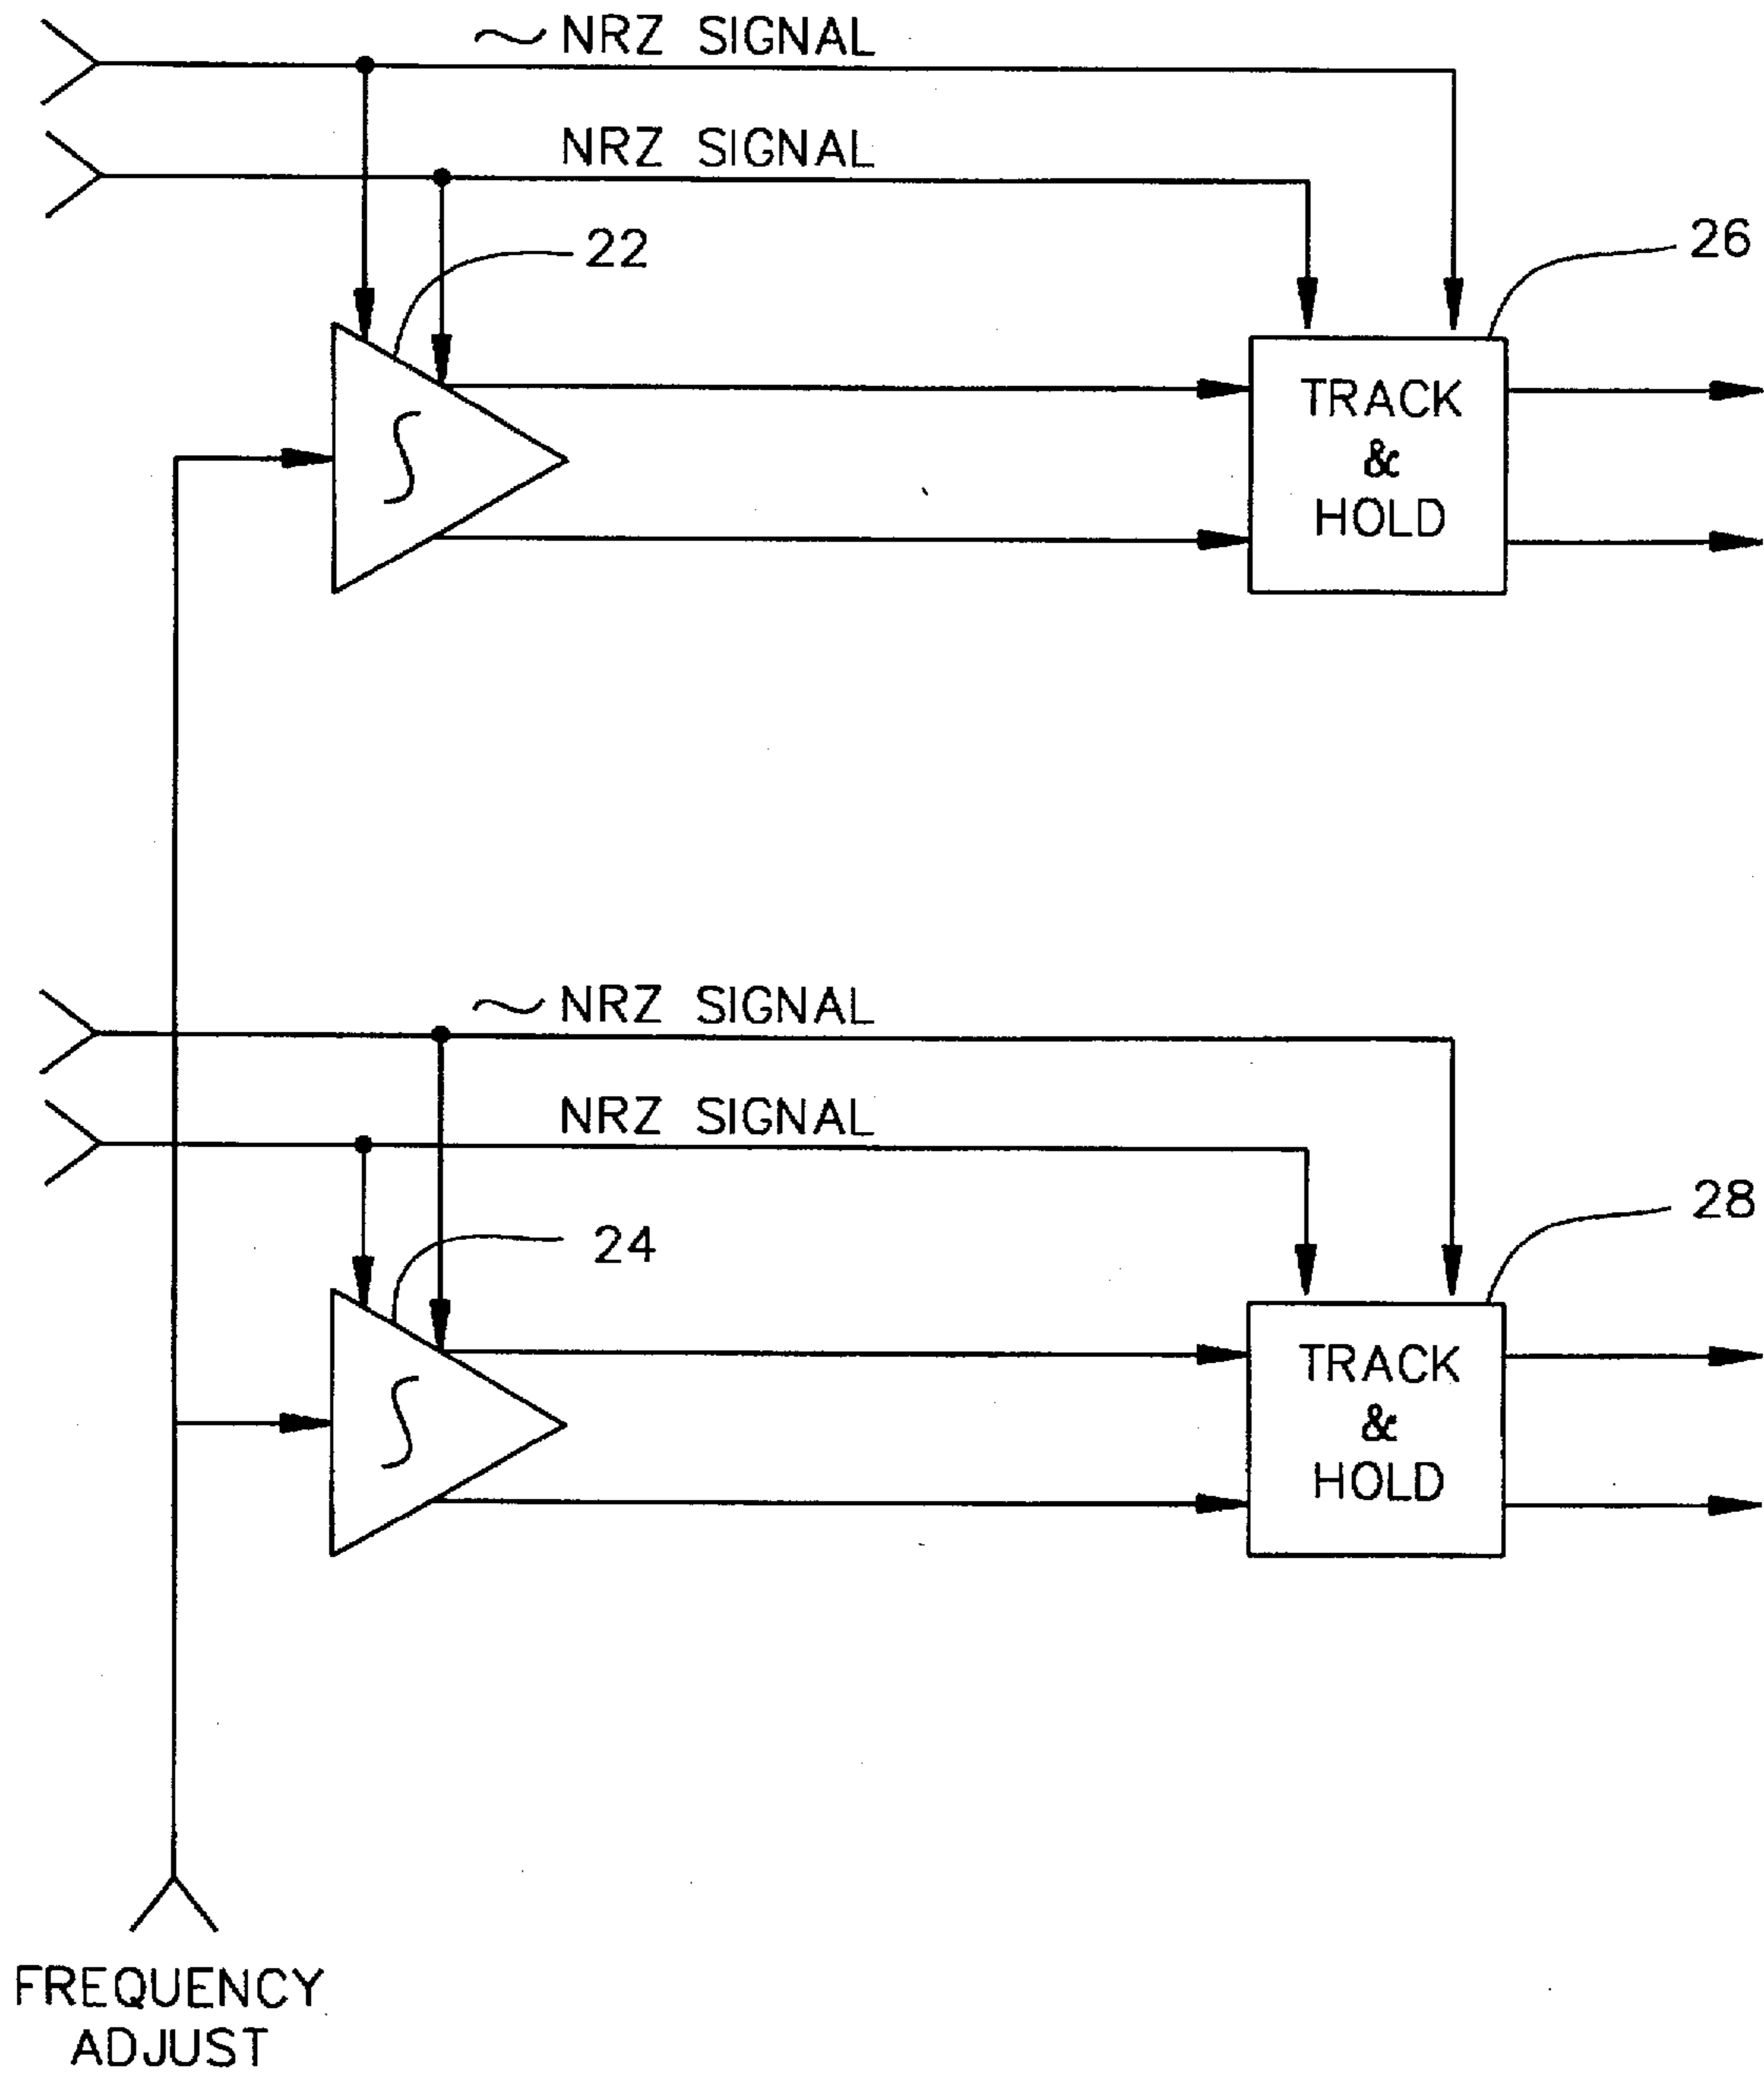 ~ NRZ SIGNAL
NRZ SIGNAL
22
26
TRACK
&
HOLD
∫
~ NRZ SIGNAL
NRZ SIGNAL
24
28
TRACK
&
HOLD
∫
FREQUENCY
ADJUST